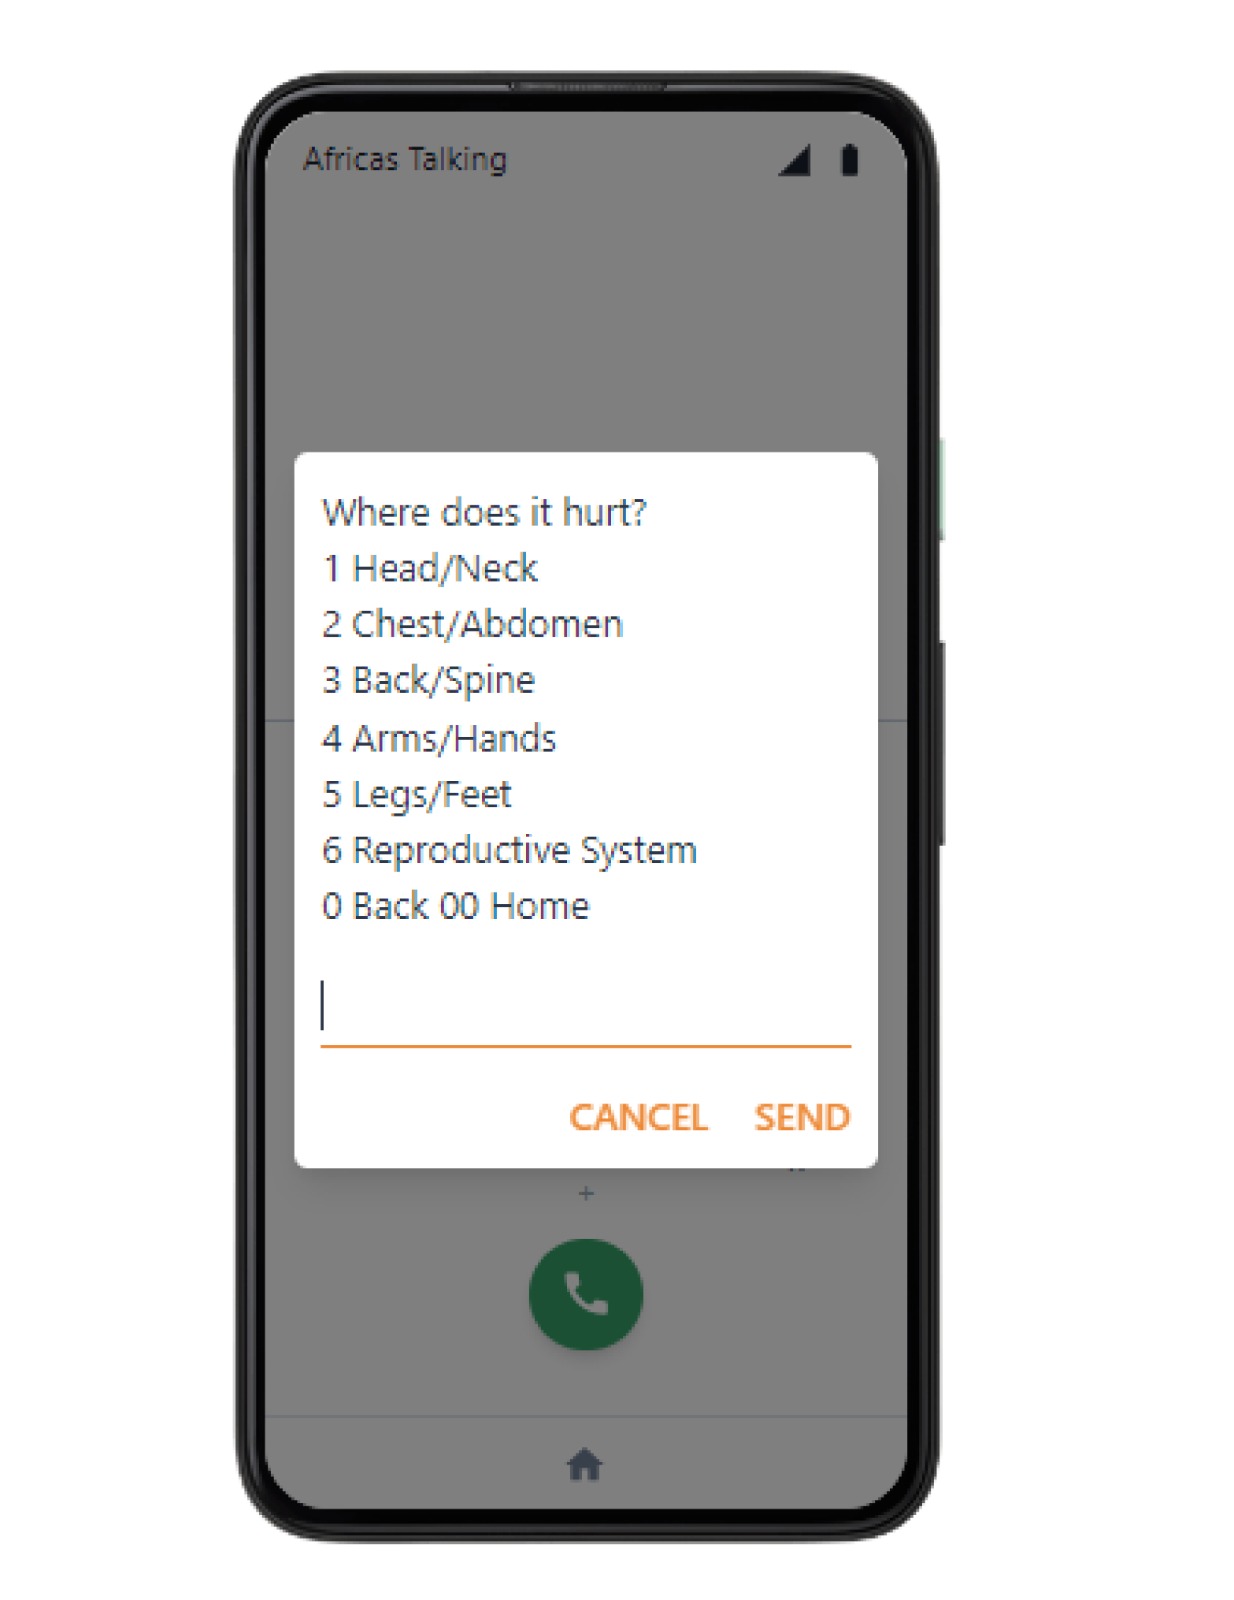 Africas Talking
Where does it hurt?
1 Head/Neck
2 Chest/Abdomen
3 Back/Spine
4 Arms/Hands
5 Legs/Feet
6 Reproductive System
0 Back 00 Home
CANCEL SEND
+